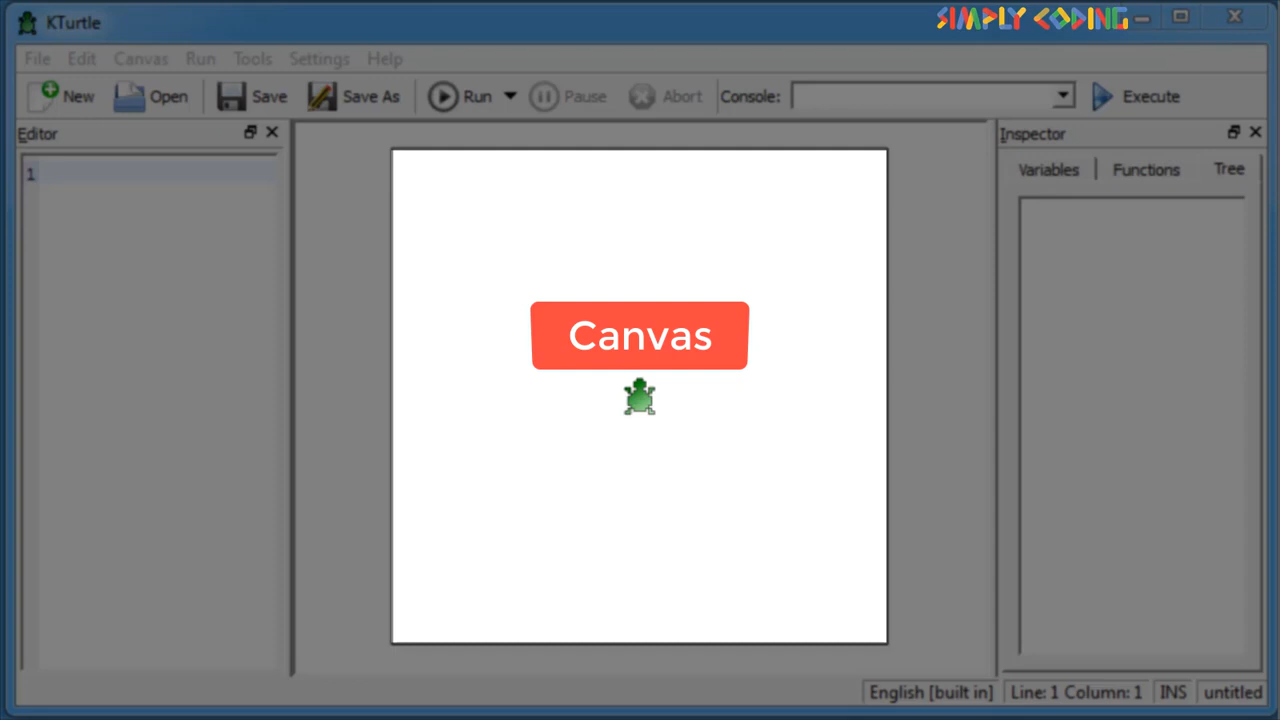 KTurtle
SIMPLY CODING
File Edit Canvas Run Tools Settings Help
New Open Save Save As Run Pause Abort Console: Execute
Editor
Inspector
1
Variables Functions Tree
Canvas
English [built in] Line: 1 Column: 1 INS untitled